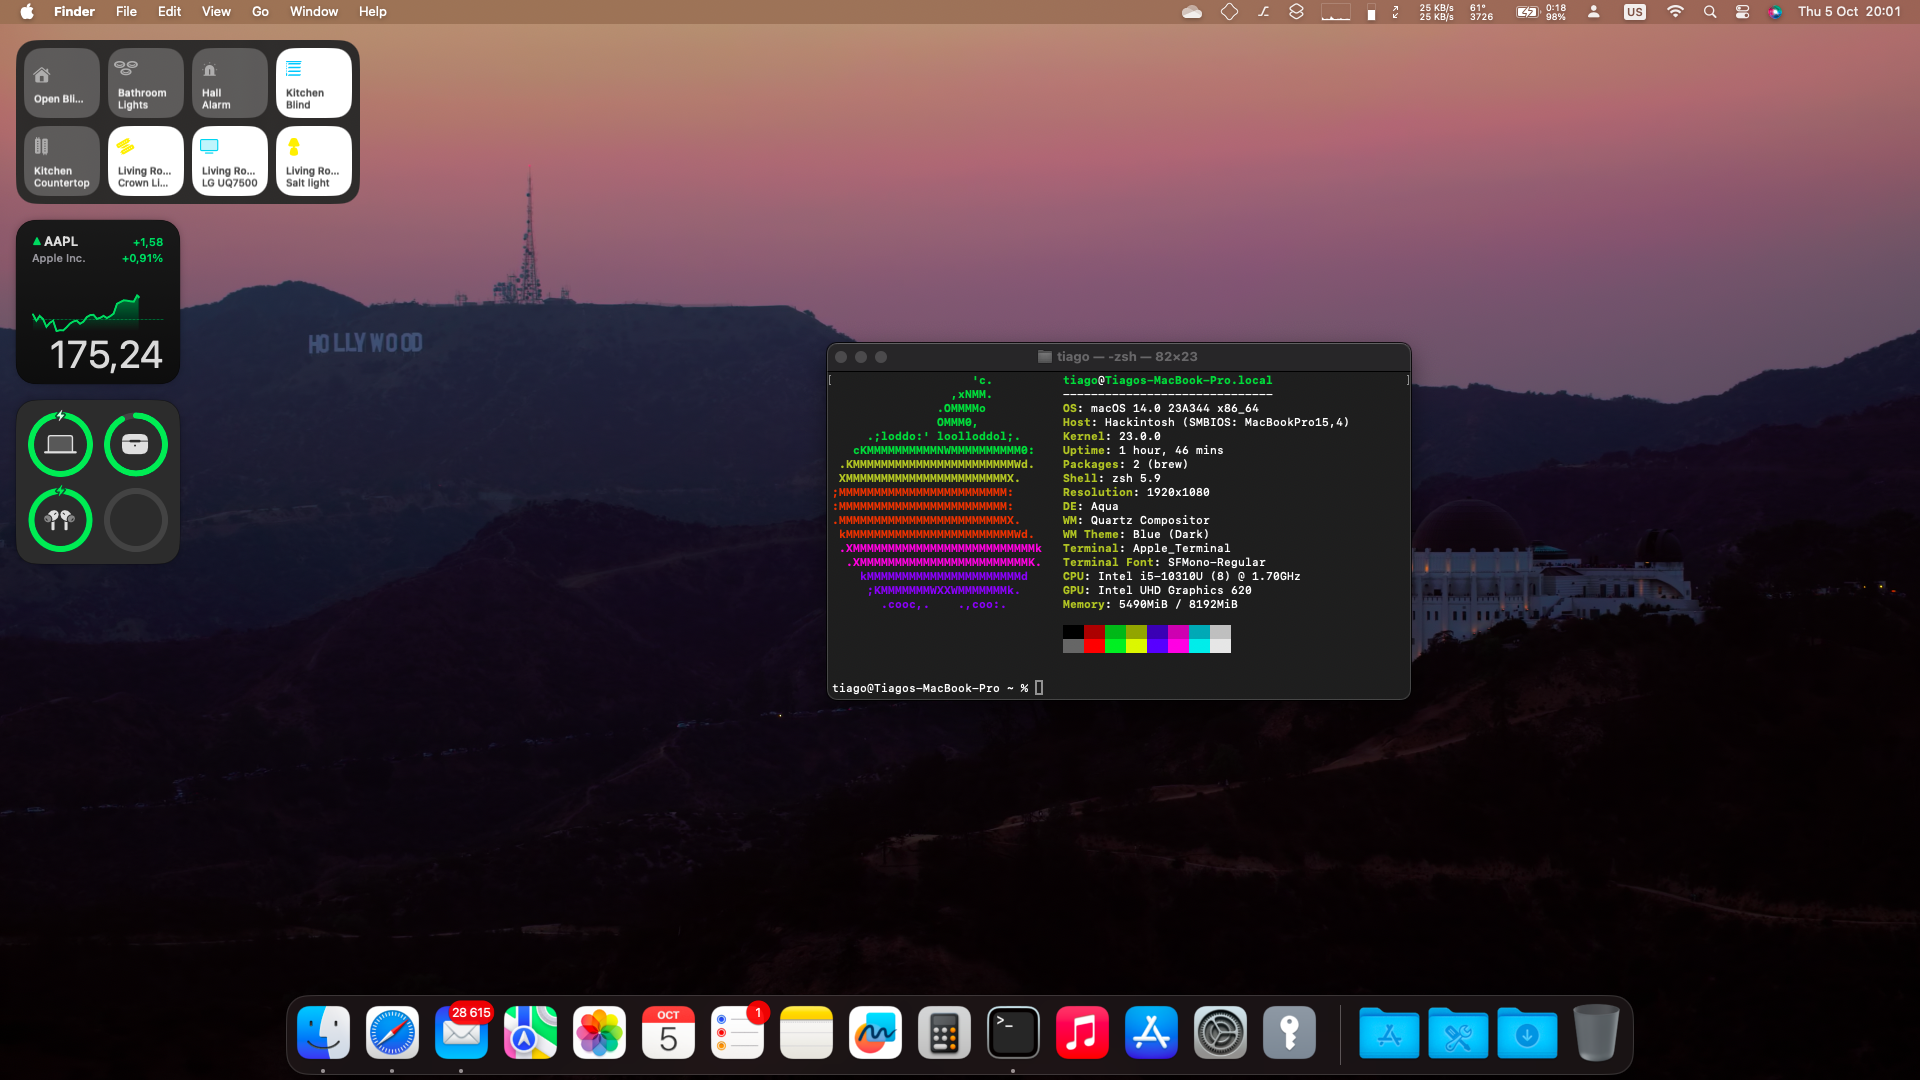 Finder File Edit View Go Window Help
25 KB/s
25 KB/s
61°
3726
0:18
98%
US
Thu 5 Oct 20:01
Open Bli...
Bathroom
Lights
Hall
Alarm
Kitchen
Blind
Kitchen
Countertop
Living Ro...
Crown Li...
Living Ro...
LG UQ7500
Living Ro...
Salt light
AAPL +1,58
Apple Inc. +0,91%
175,24
HOLLYWOOD
tiago — -zsh — 82×23
[                    'c.          tiago@Tiagos-MacBook-Pro.local                   ]
                 ,xNMM.          ------------------------------
               .OMMMMo           OS: macOS 14.0 23A344 x86_64
               OMMM0,            Host: Hackintosh (SMBIOS: MacBookPro15,4)
     .;loddo:' loolloddol;.      Kernel: 23.0.0
   cKMMMMMMMMMMNWMMMMMMMMMM0:    Uptime: 1 hour, 46 mins
 .KMMMMMMMMMMMMMMMMMMMMMMMWd.    Packages: 2 (brew)
 XMMMMMMMMMMMMMMMMMMMMMMMX.      Shell: zsh 5.9
;MMMMMMMMMMMMMMMMMMMMMMMM:       Resolution: 1920x1080
:MMMMMMMMMMMMMMMMMMMMMMMM:       DE: Aqua
.MMMMMMMMMMMMMMMMMMMMMMMMX.      WM: Quartz Compositor
 kMMMMMMMMMMMMMMMMMMMMMMMMWd.    WM Theme: Blue (Dark)
 .XMMMMMMMMMMMMMMMMMMMMMMMMMMk   Terminal: Apple_Terminal
  .XMMMMMMMMMMMMMMMMMMMMMMMMK.   Terminal Font: SFMono-Regular
    kMMMMMMMMMMMMMMMMMMMMMMd     CPU: Intel i5-10310U (8) @ 1.70GHz
     ;KMMMMMMMWXXWMMMMMMMk.      GPU: Intel UHD Graphics 620
       .cooc,.    .,coo:.        Memory: 5490MiB / 8192MiB
tiago@Tiagos-MacBook-Pro ~ %
28 615
OCT
5
1
>_